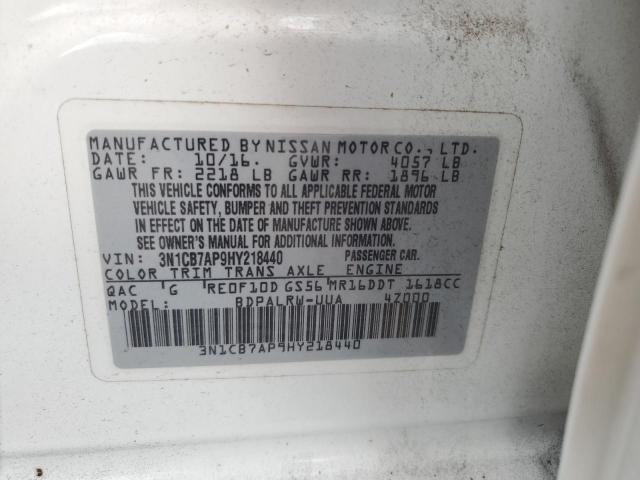 MANUFACTURED BY NISSAN MOTOR CO., LTD.
DATE: 10/16. GVWR: 4057 LB
GAWR FR: 2218 LB GAWR RR: 1896 LB
THIS VEHICLE CONFORMS TO ALL APPLICABLE FEDERAL MOTOR
VEHICLE SAFETY, BUMPER AND THEFT PREVENTION STANDARDS
IN EFFECT ON THE DATE OF MANUFACTURE SHOWN ABOVE.
SEE OWNER'S MANUAL FOR ADDITIONAL INFORMATION.
VIN: 3N1CB7AP9HY218440 PASSENGER CAR.
COLOR TRIM TRANS AXLE ENGINE
QAC G RE0F10D GS56 MR16DDT 1618CC
MODEL: BDPALRW-UUA 4Z000
3N1CB7AP9HY218440